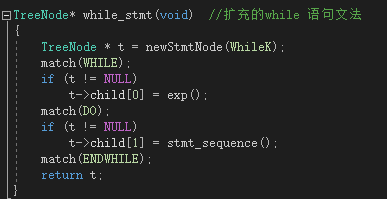 TreeNode* while_stmt(void)  //扩充的while 语句文法
{
    TreeNode * t = newStmtNode(WhileK);
    match(WHILE);
    if (t != NULL)
        t->child[0] = exp();
    match(DO);
    if (t != NULL)
        t->child[1] = stmt_sequence();
    match(ENDWHILE);
    return t;
}